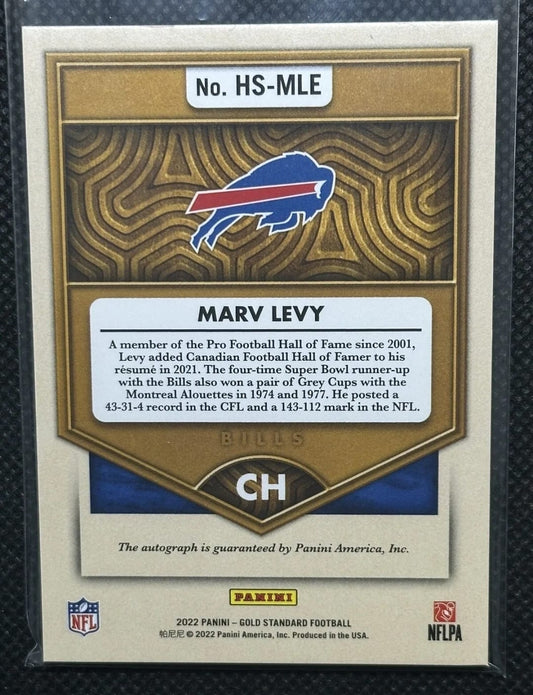 No. HS-MLE
MARV LEVY
A member of the Pro Football Hall of Fame since 2001,
Levy added Canadian Football Hall of Famer to his
résumé in 2021. The four-time Super Bowl runner-up
with the Bills also won a pair of Grey Cups with the
Montreal Alouettes in 1974 and 1977. He posted a
43-31-4 record in the CFL and a 143-112 mark in the NFL.
BILLS
CH
The autograph is guaranteed by Panini America, Inc.
PANINI
NFL
2022 PANINI – GOLD STANDARD FOOTBALL
帕尼尼 © 2022 Panini America, Inc. Produced in the USA.
NFLPA